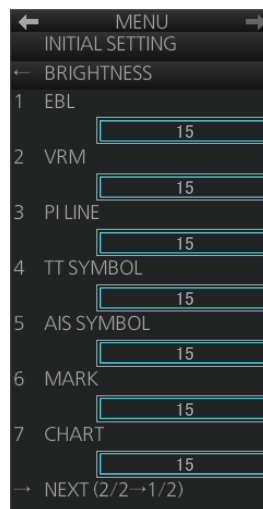 ← MENU →
INITIAL SETTING
← BRIGHTNESS
1 EBL
15
2 VRM
15
3 PI LINE
15
4 TT SYMBOL
15
5 AIS SYMBOL
15
6 MARK
15
7 CHART
15
→ NEXT (2/2→1/2)